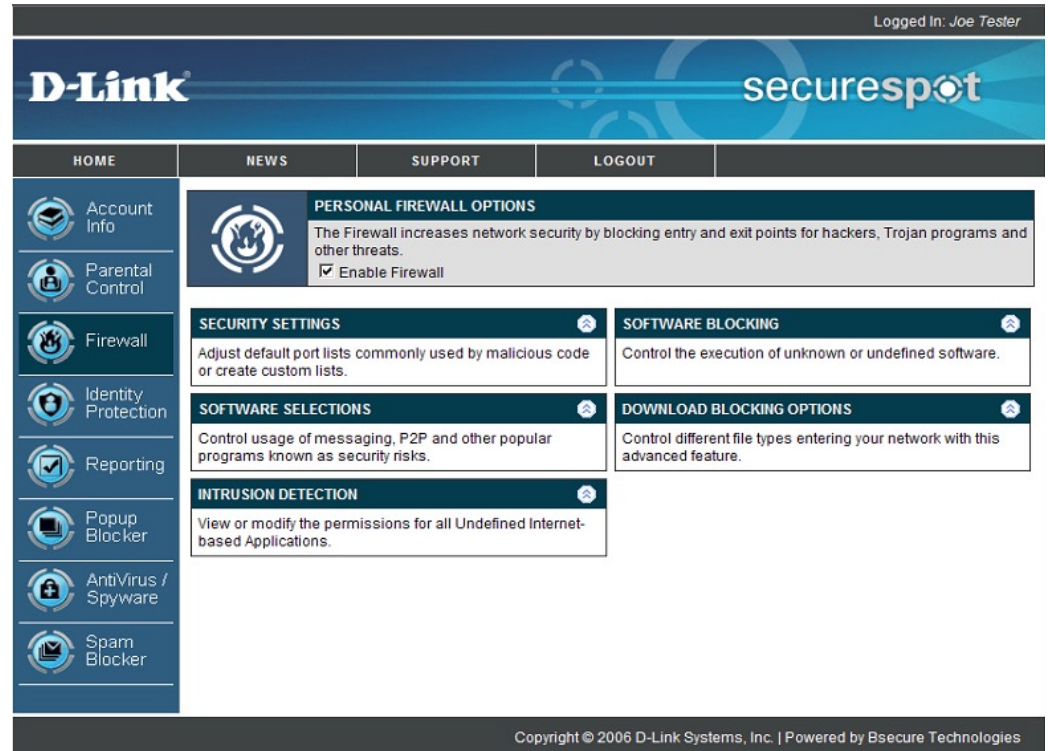 Logged In: Joe Tester
D-Link
securespot
HOME
NEWS
SUPPORT
LOGOUT
Account
Info
Parental
Control
Firewall
Identity
Protection
Reporting
Popup
Blocker
AntiVirus /
Spyware
Spam
Blocker
PERSONAL FIREWALL OPTIONS
The Firewall increases network security by blocking entry and exit points for hackers, Trojan programs and
other threats.
Enable Firewall
SECURITY SETTINGS
Adjust default port lists commonly used by malicious code
or create custom lists.
SOFTWARE BLOCKING
Control the execution of unknown or undefined software.
SOFTWARE SELECTIONS
Control usage of messaging, P2P and other popular
programs known as security risks.
DOWNLOAD BLOCKING OPTIONS
Control different file types entering your network with this
advanced feature.
INTRUSION DETECTION
View or modify the permissions for all Undefined Internet-
based Applications.
Copyright © 2006 D-Link Systems, Inc. | Powered by Bsecure Technologies